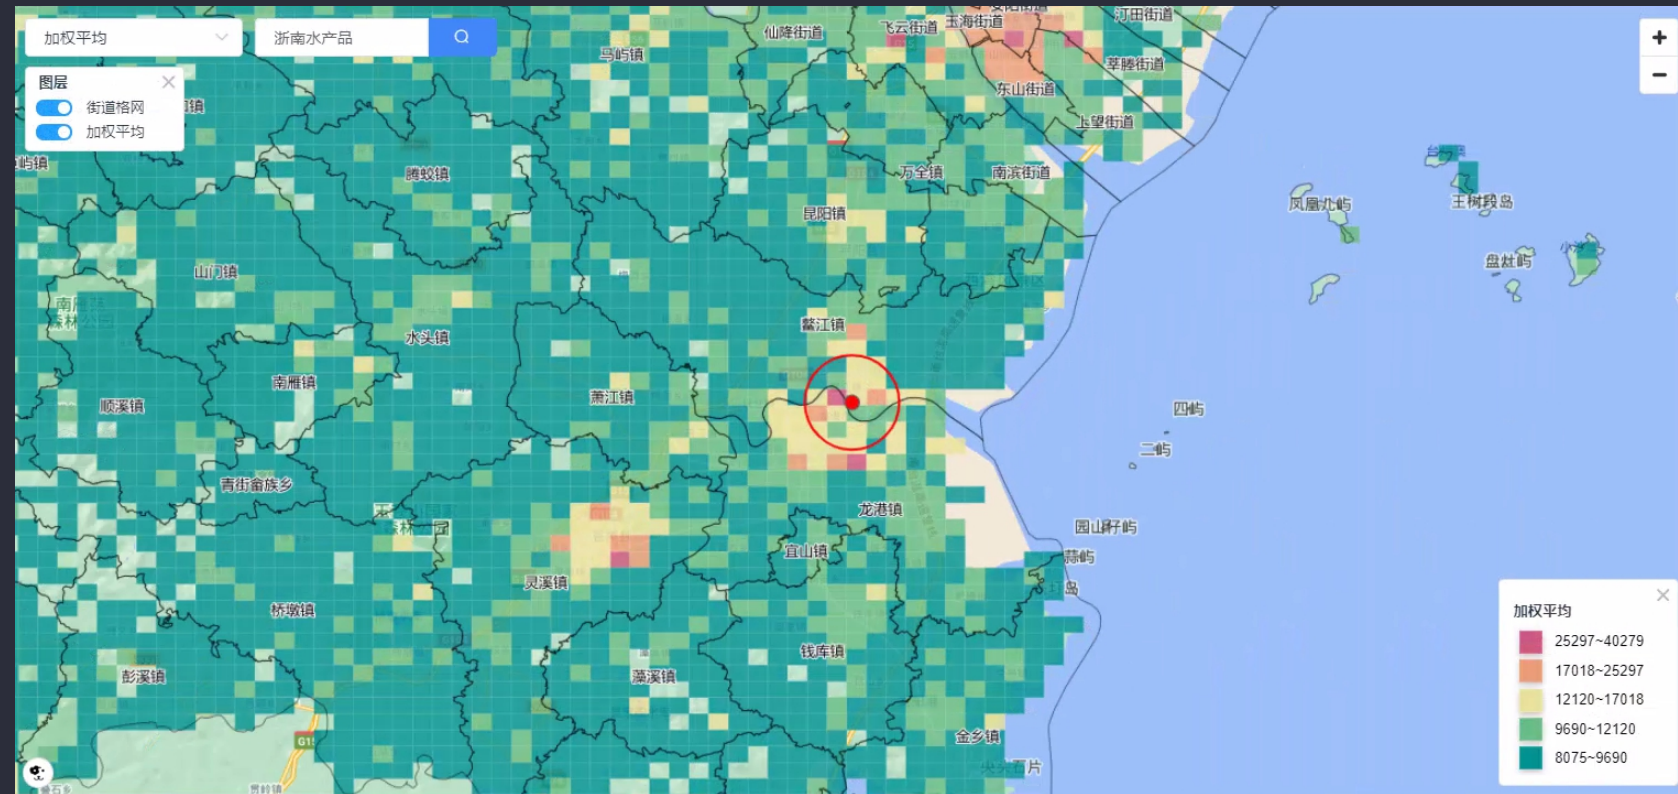 加权平均
浙南水产品
图层
街道格网
加权平均
仙降街道
飞云街道
玉海街道
汀田街道
马屿镇
莘塍街道
东山街道
上望街道
腾蛟镇
万全镇
南滨街道
昆阳镇
凤凰北屿
王树段岛
山门镇
盘灶屿
水头镇
鳌江镇
南雁镇
顺溪镇
萧江镇
四屿
二屿
青街畲族乡
龙港镇
园山仔屿
宜山镇
蒜屿
灵溪镇
桥墩镇
钱库镇
彭溪镇
藻溪镇
金乡镇
贯岭镇
加权平均
25297~40279
17018~25297
12120~17018
9690~12120
8075~9690